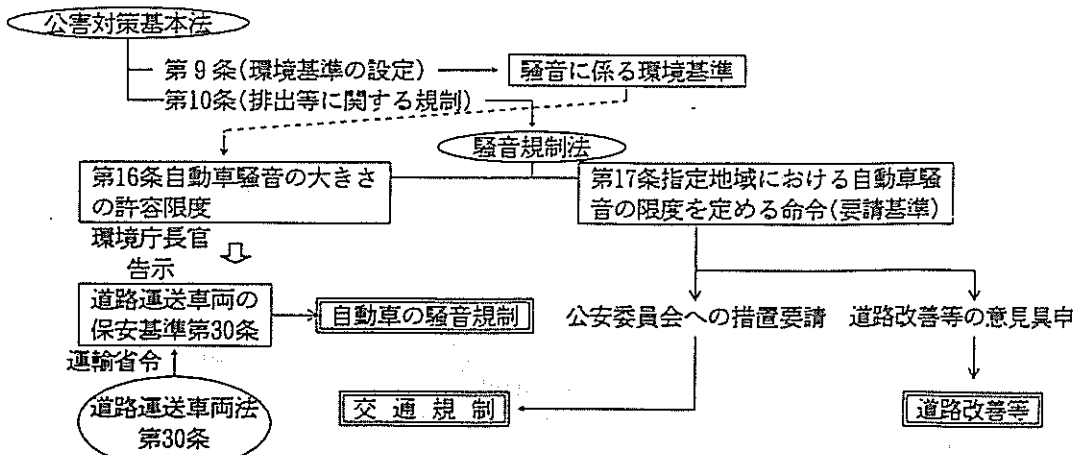 公害対策基本法
第9条(環境基準の設定)
騒音に係る環境基準
第10条(排出等に関する規制)
騒音規制法
第16条自動車騒音の大きさ
の許容限度
第17条指定地域における自動車騒
音の限度を定める命令(要請基準)
環境庁長官
告示
道路運送車両の
保安基準第30条
自動車の騒音規制
公安委員会への措置要請
道路改善等の意見具申
運輸省令
道路運送車両法
第30条
交通規制
道路改善等